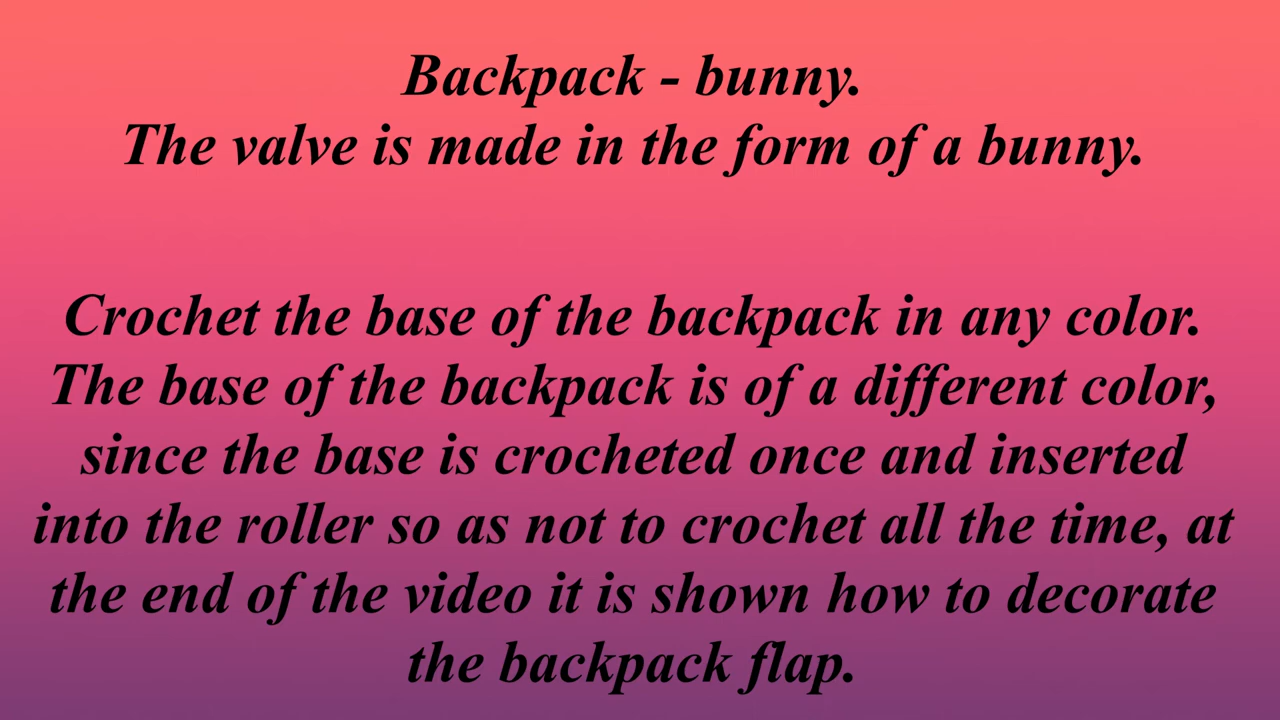 Backpack - bunny.
The valve is made in the form of a bunny.
Crochet the base of the backpack in any color.
The base of the backpack is of a different color,
since the base is crocheted once and inserted
into the roller so as not to crochet all the time, at
the end of the video it is shown how to decorate
the backpack flap.